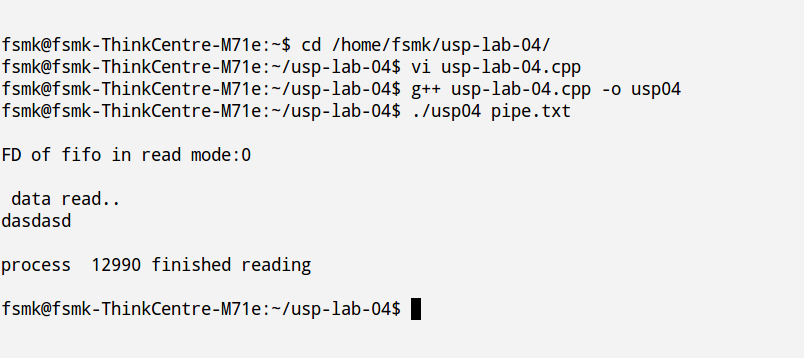 fsmk@fsmk-ThinkCentre-M71e:~$ cd /home/fsmk/usp-lab-04/
fsmk@fsmk-ThinkCentre-M71e:~/usp-lab-04$ vi usp-lab-04.cpp
fsmk@fsmk-ThinkCentre-M71e:~/usp-lab-04$ g++ usp-lab-04.cpp -o usp04
fsmk@fsmk-ThinkCentre-M71e:~/usp-lab-04$ ./usp04 pipe.txt
FD of fifo in read mode:0
data read..
dasdasd
process  12990 finished reading
fsmk@fsmk-ThinkCentre-M71e:~/usp-lab-04$